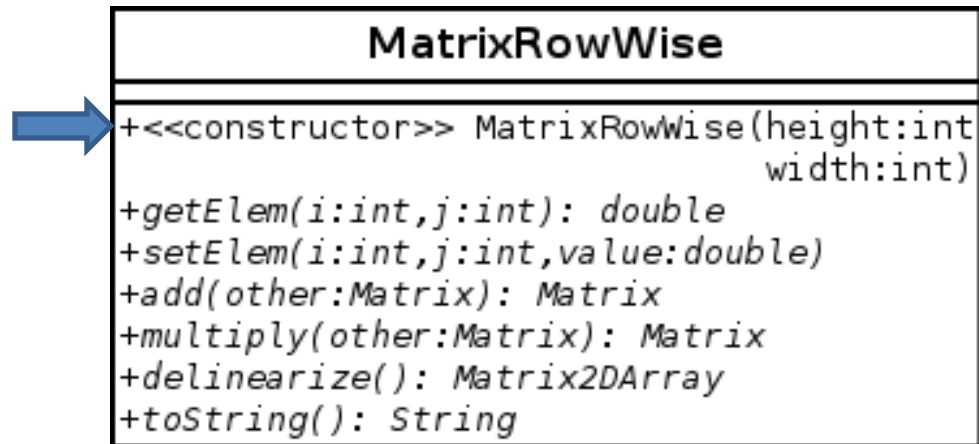 MatrixRowWise
+<<constructor>> MatrixRowWise(height:int
width:int)
+getElem(i:int,j:int): double
+setElem(i:int,j:int,value:double)
+add(other:Matrix): Matrix
+multiply(other:Matrix): Matrix
+delinearize(): Matrix2DArray
+toString(): String